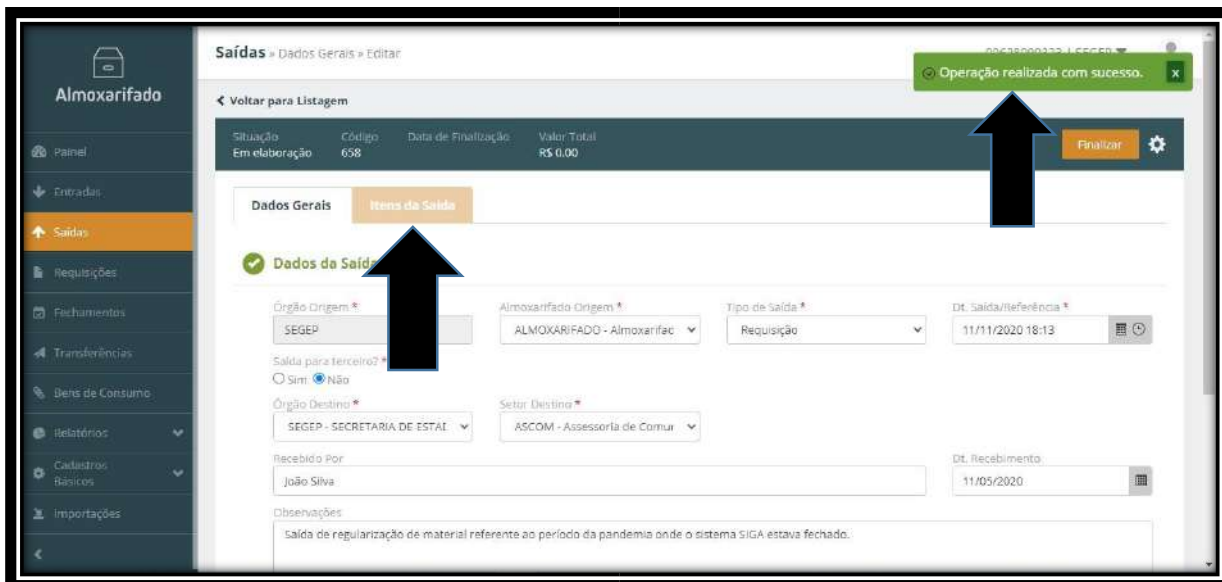 Almoxarifado
Painel
Entradas
Saídas
Requisições
Fechamentos
Transferências
Bens de Consumo
Relatórios
Cadastros
Básicos
Importações
Saídas » Dados Gerais » Editar
Operação realizada com sucesso. x
Voltar para Listagem
Situação Código Data de Finalização Valor Total
Em elaboração 658 R$ 0.00
Finalizar
Dados Gerais Itens da Saída
Dados da Saída
Órgão Origem * Almoxarifado Origem * Tipo de Saída * Dt. Saída/Referência *
SEGEP ALMOXARIFADO - Almoxarifac Requisição 11/11/2020 18:13
Saída para terceiro? *
Sim Não
Órgão Destino * Setor Destino *
SEGEP - SECRETARIA DE ESTAI ASCOM - Assessoria de Comur
Recebido Por Dt. Recebimento
João Silva 11/05/2020
Observações
Saída de regularização de material referente ao período da pandemia onde o sistema SIGA estava fechado.